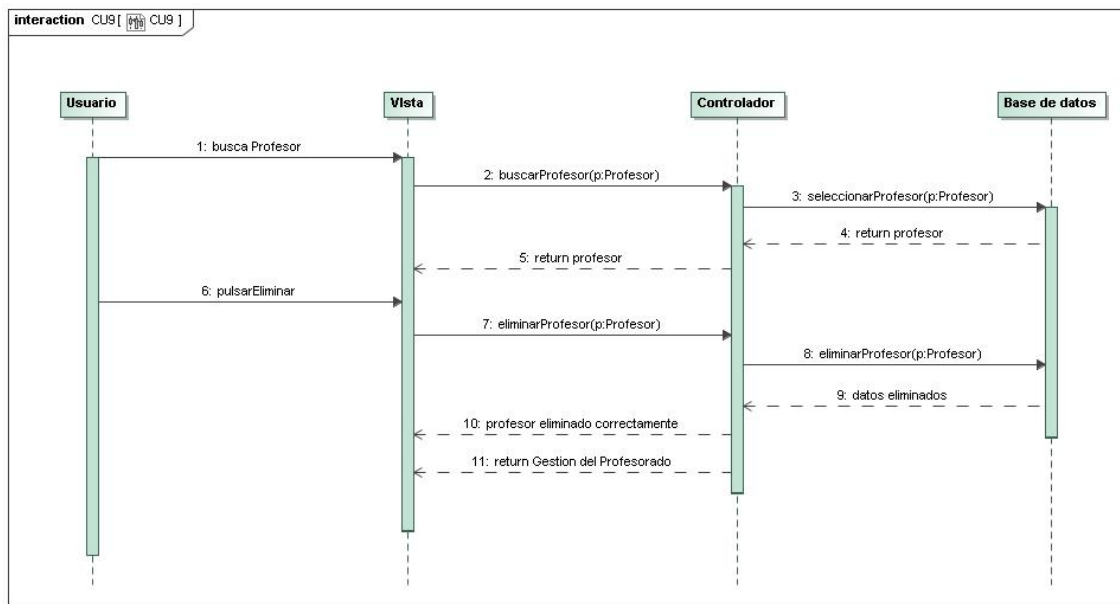 interaction CU9[ CU9 ]
Usuario
VIsta
Controlador
Base de datos
1: busca Profesor
2: buscarProfesor(p:Profesor)
3: seleccionarProfesor(p:Profesor)
4: return profesor
5: return profesor
6: pulsarEliminar
7: eliminarProfesor(p:Profesor)
8: eliminarProfesor(p:Profesor)
9: datos eliminados
10: profesor eliminado correctamente
11: return Gestion del Profesorado